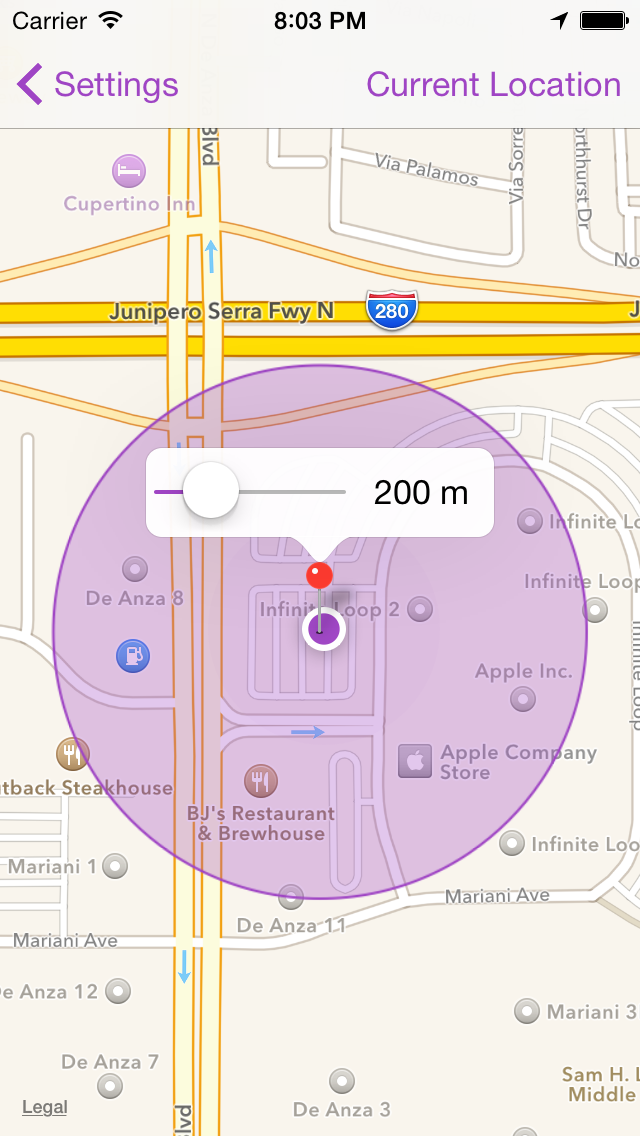 Carrier 8:03 PM
Settings Current Location
Blvd
Via Palamos
Via Sorre
orthhurst Dr
Cupertino Inn
No
Junipero Serra Fwy N
280
J
200 m
Infinite Lo
De Anza 8
Infinite Loop
Infinite Loop 2
Infinite Loop
Apple Inc.
Apple Company
Store
tback Steakhouse
BJ's Restaurant
& Brewhouse
Infinite Loo
Mariani 1
Mariani Ave
De Anza 11
Mariani Ave
e Anza 12
Mariani 3
De Anza 7
Sam H. L
Middle
Legal
De Anza 3
lvd